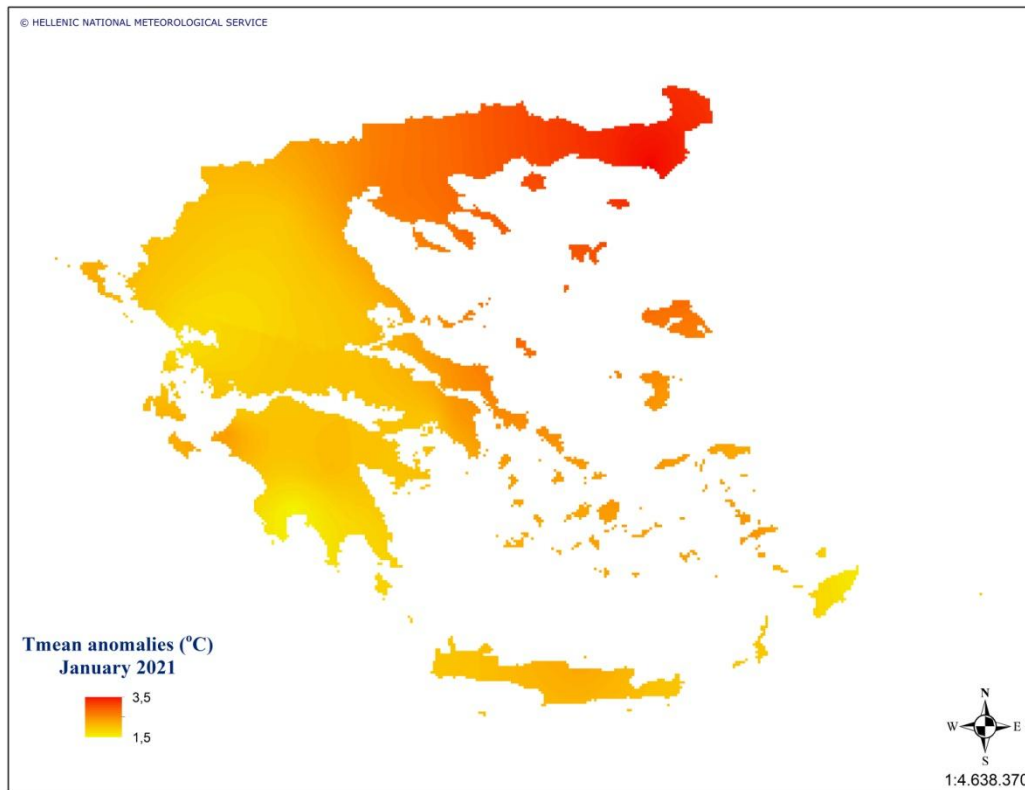 © HELLENIC NATIONAL METEOROLOGICAL SERVICE
Tmean anomalies (°C)
January 2021
3,5
1,5
N
W E
S
1:4.638.370